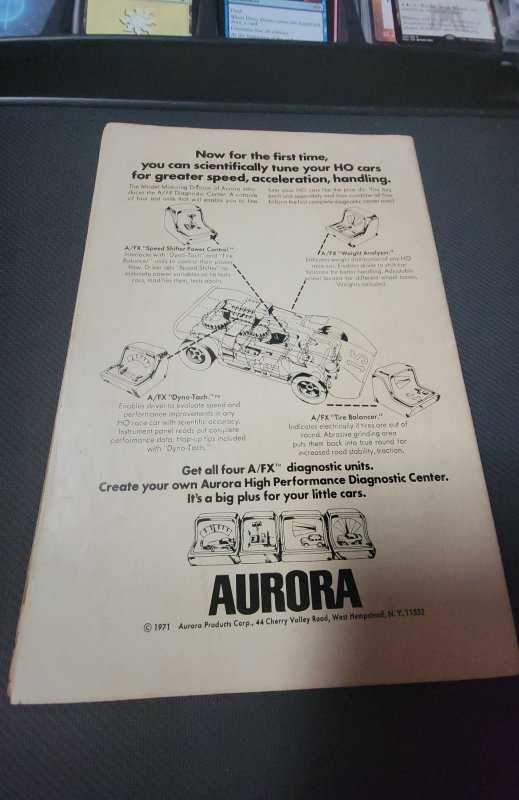 Flash
Now for the first time,
you can scientifically tune your HO cars
for greater speed, acceleration, handling.
The Model Motoring Division of Aurora intro-
duces the A/FX Diagnostic Center. A console
of four test units that will enable you to fine
tune your HO cars like the pros do. You buy
each unit separately and then combine all four
to form the first complete diagnostic center ever!
A/FX "Speed Shifter Power Control."
Interlocks with "Dyno-Tach" and "Tire
Balancer" units to control their power
flow. Driver sets "Speed Shifter" to
eliminate power variables as he tests
cars, modifies them, tests again.
A/FX "Weight Analyzer."
Indicates weight distribution of any HO
race car. Enables driver to shift car
balance for better handling. Adjustable
wheel locator for different wheel bases.
Weights included.
15
A/FX "Dyno-Tach."™
Enables driver to evaluate speed and
performance improvements in any
HO race car with scientific accuracy.
Instrument panel reads out complete
performance data. Hop-up tips included
with "Dyno-Tach."
A/FX "Tire Balancer."
Indicates electrically if tires are out of
round. Abrasive grinding area
puts them back into true round for
increased road stability, traction.
Get all four A/FX™ diagnostic units.
Create your own Aurora High Performance Diagnostic Center.
It's a big plus for your little cars.
AURORA
© 1971 Aurora Products Corp., 44 Cherry Valley Road, West Hempstead, N. Y. 11552